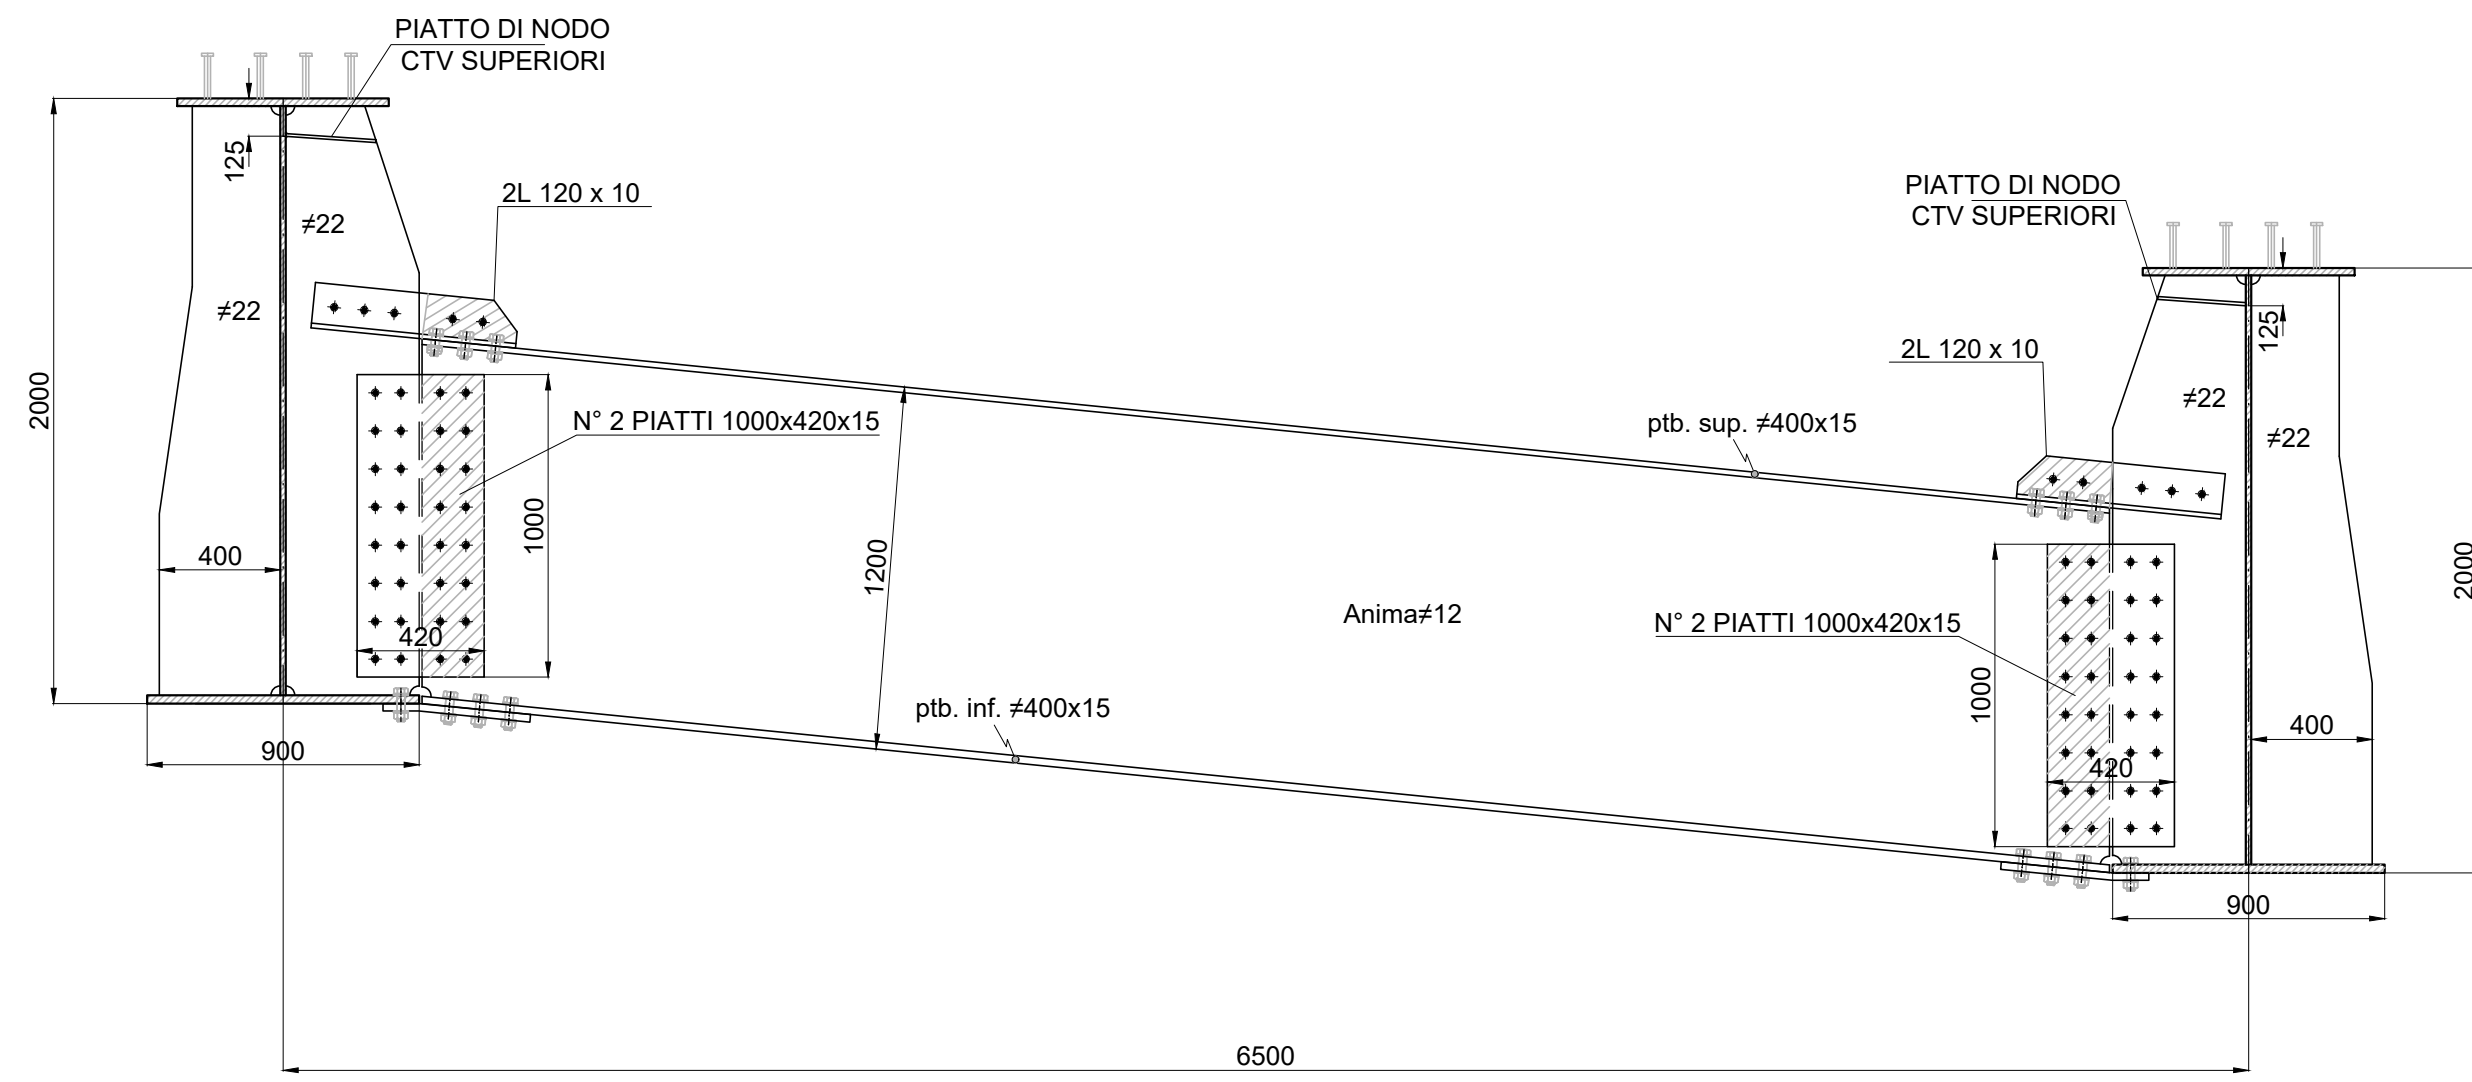 PIATTO DI NODO
CTV SUPERIORI
125
2L 120 x 10
≠22
≠22
2000
N° 2 PIATTI 1000x420x15
1000
400
420
900
1200
ptb. inf. ≠400x15
Anima≠12
ptb. sup. ≠400x15
PIATTO DI NODO
CTV SUPERIORI
125
2L 120 x 10
≠22
≠22
2000
N° 2 PIATTI 1000x420x15
1000
400
420
900
6500